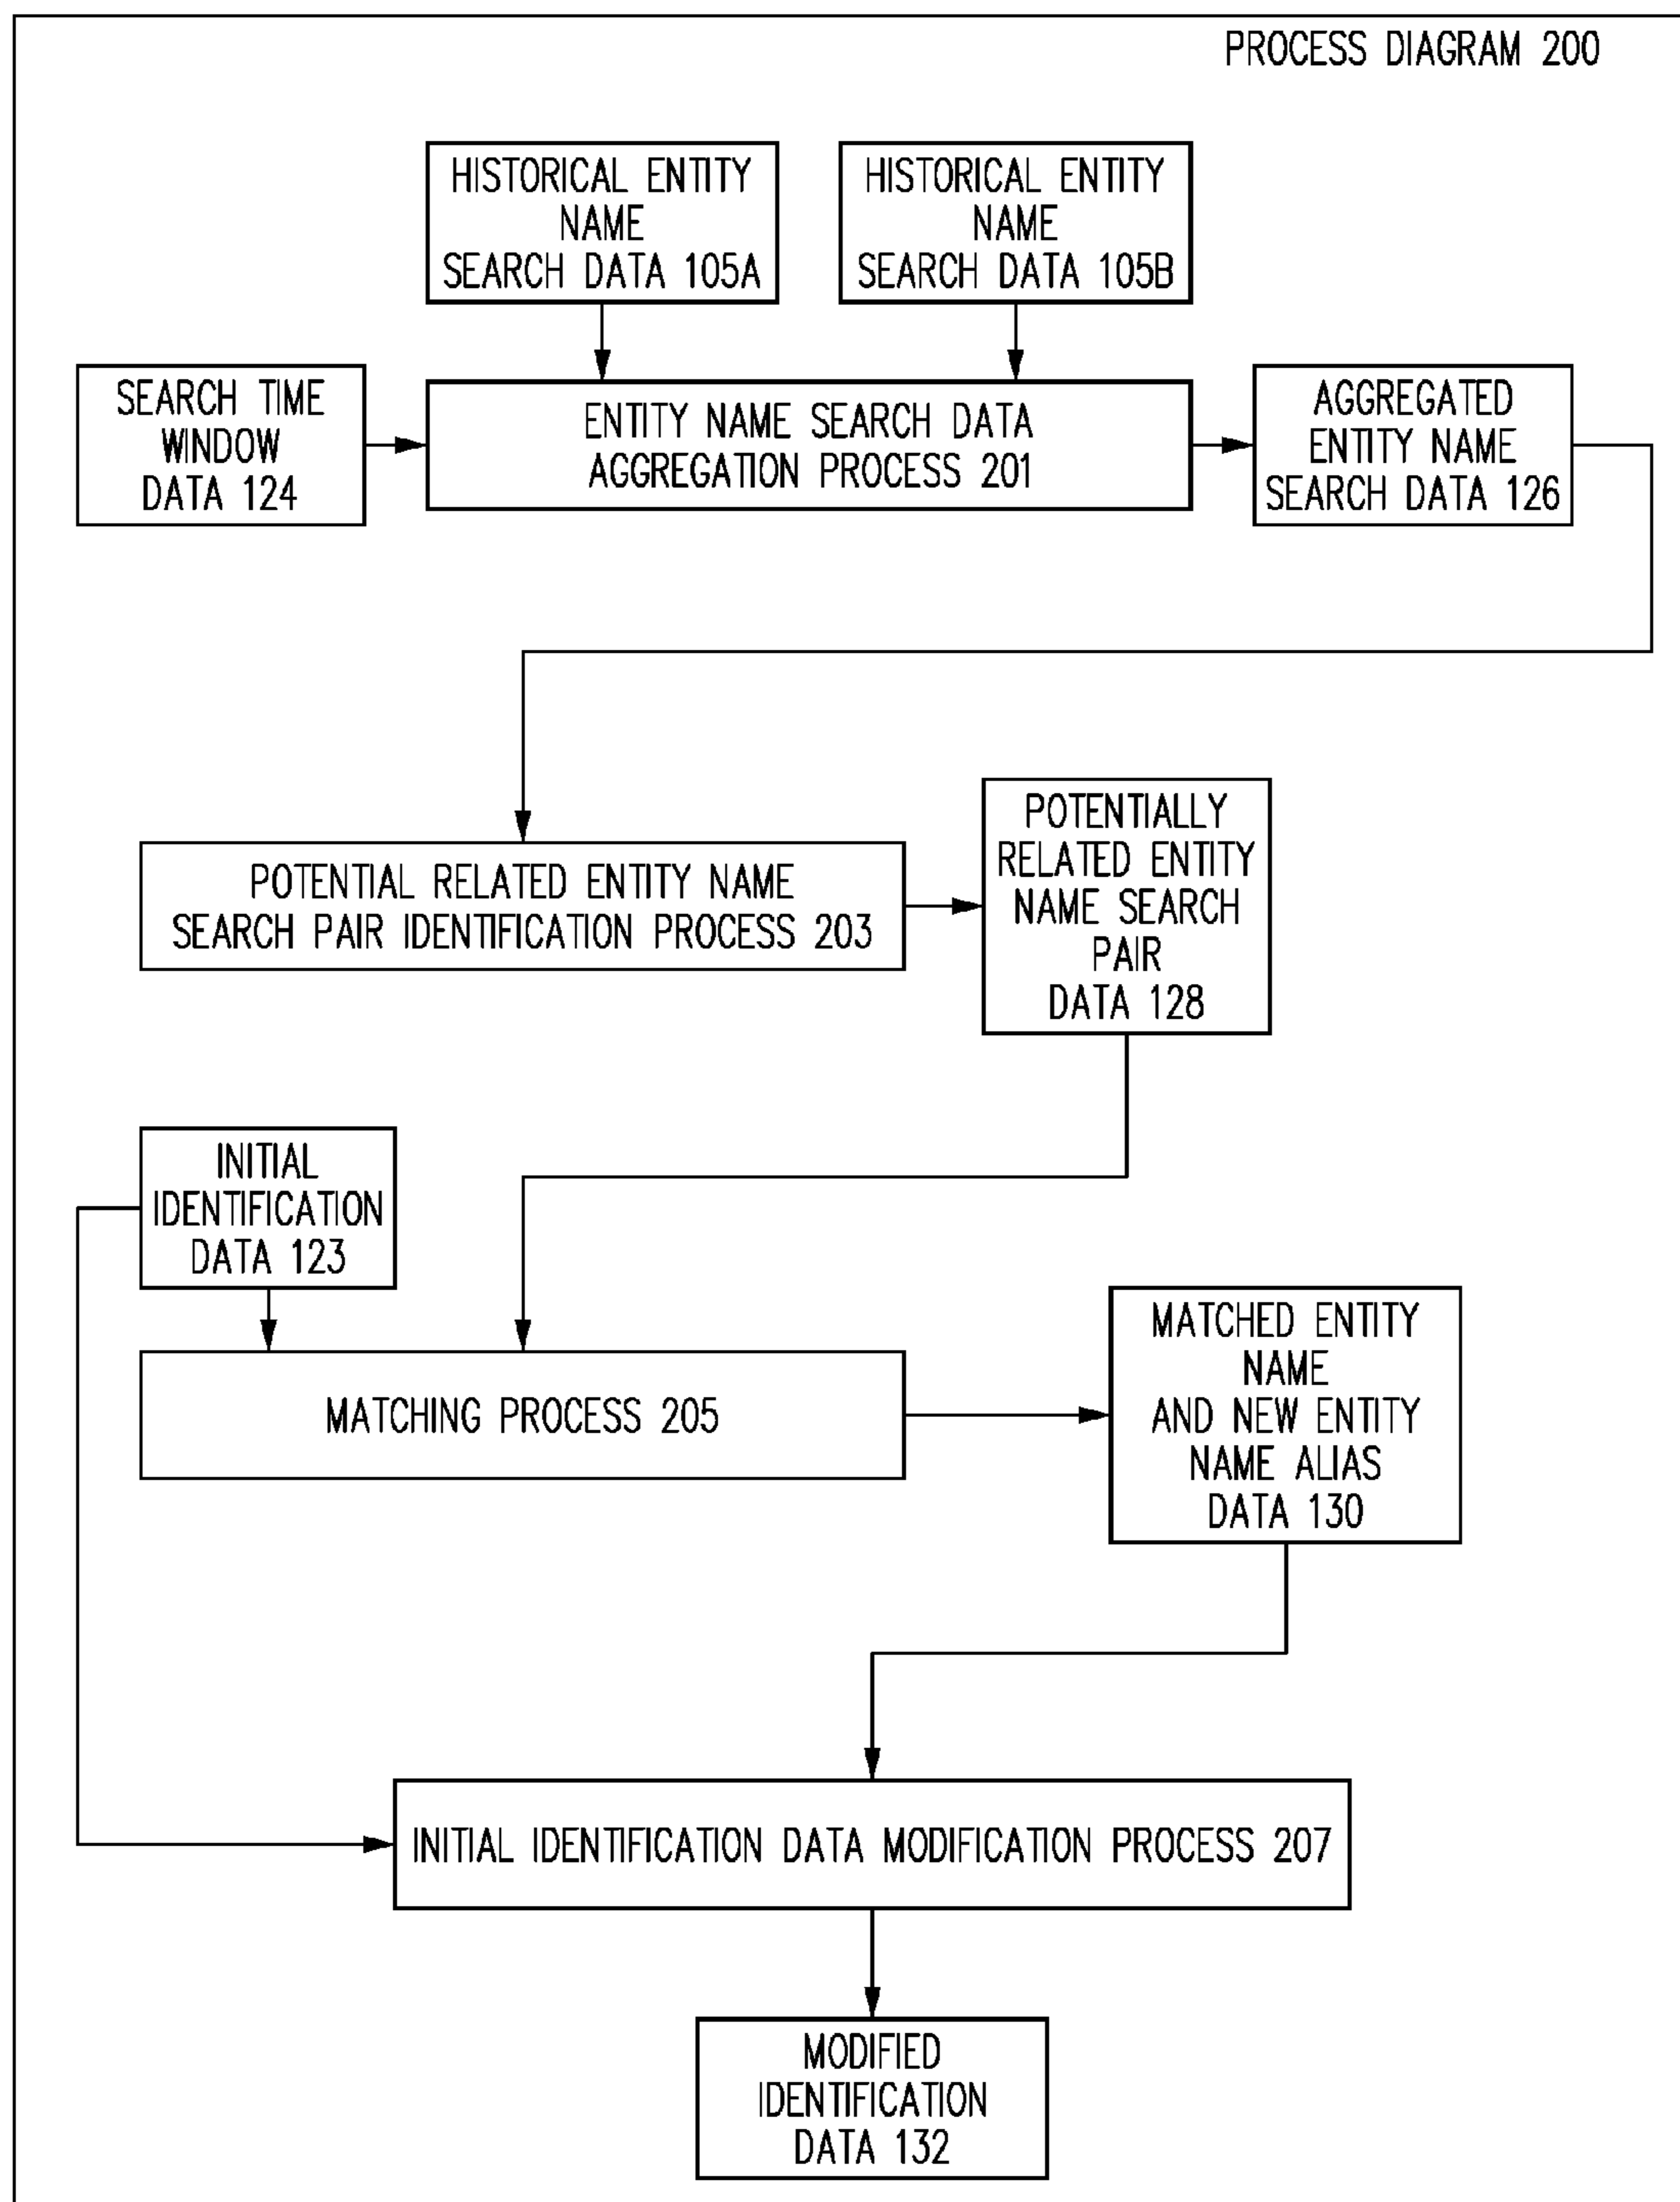 PROCESS DIAGRAM 200
HISTORICAL ENTITY
NAME
SEARCH DATA 105A
HISTORICAL ENTITY
NAME
SEARCH DATA 105B
SEARCH TIME
WINDOW
DATA 124
ENTITY NAME SEARCH DATA
AGGREGATION PROCESS 201
AGGREGATED
ENTITY NAME
SEARCH DATA 126
POTENTIAL RELATED ENTITY NAME
SEARCH PAIR IDENTIFICATION PROCESS 203
POTENTIALLY
RELATED ENTITY
NAME SEARCH
PAIR
DATA 128
INITIAL
IDENTIFICATION
DATA 123
MATCHING PROCESS 205
MATCHED ENTITY
NAME
AND NEW ENTITY
NAME ALIAS
DATA 130
INITIAL IDENTIFICATION DATA MODIFICATION PROCESS 207
MODIFIED
IDENTIFICATION
DATA 132